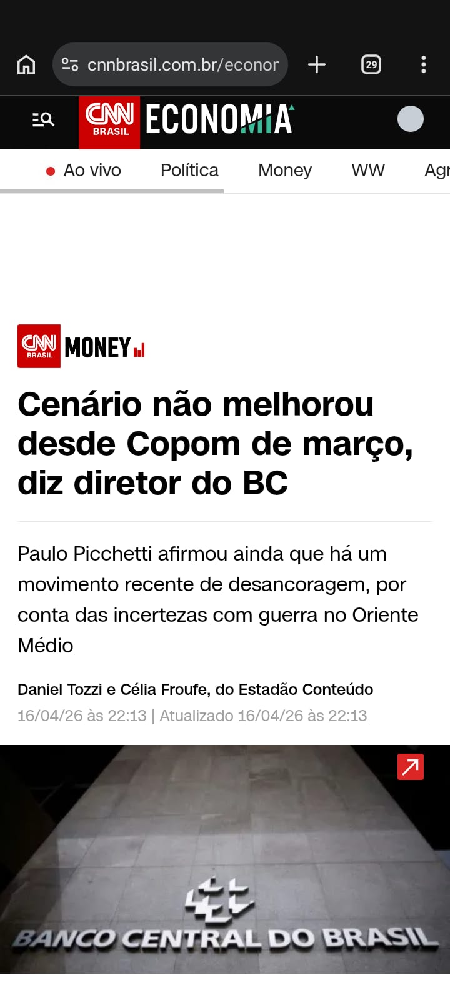 cnnbrasil.com.br/econor
29
CNN BRASIL ECONOMIA
Ao vivo Política Money WW Agr
CNN BRASIL MONEY
Cenário não melhorou
desde Copom de março,
diz diretor do BC
Paulo Picchetti afirmou ainda que há um
movimento recente de desancoragem, por
conta das incertezas com guerra no Oriente
Médio
Daniel Tozzi e Célia Froufe, do Estadão Conteúdo
16/04/26 às 22:13 | Atualizado 16/04/26 às 22:13
BANCO CENTRAL DO BRASIL